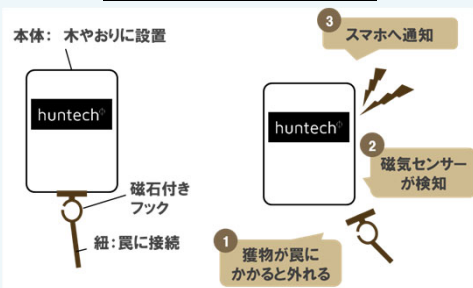 本体: 木やおりに設置
huntech
磁石付き
フック
紐:罠に接続
3
スマホへ通知
huntech
2
磁気センサー
が検知
1
獲物が罠に
かかると外れる